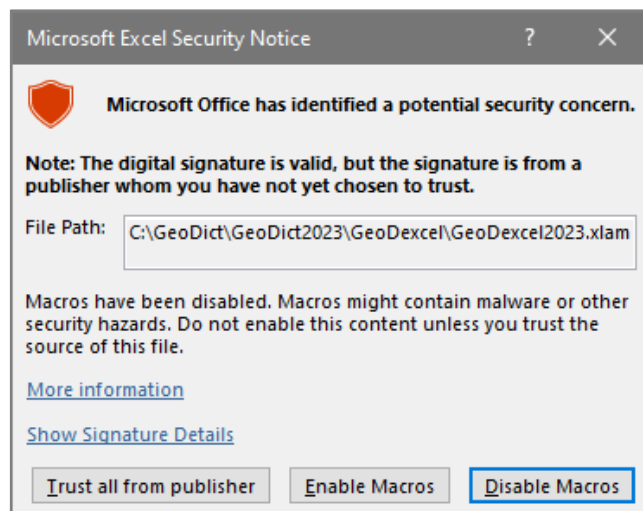 Microsoft Excel Security Notice ?
Microsoft Office has identified a potential security concern.
Note: The digital signature is valid, but the signature is from a
publisher whom you have not yet chosen to trust.
File Path: C:\GeoDict\GeoDict2023\GeoDexcel\GeoDexcel2023.xlam
Macros have been disabled. Macros might contain malware or other
security hazards. Do not enable this content unless you trust the
source of this file.
More information
Show Signature Details
Trust all from publisher Enable Macros Disable Macros